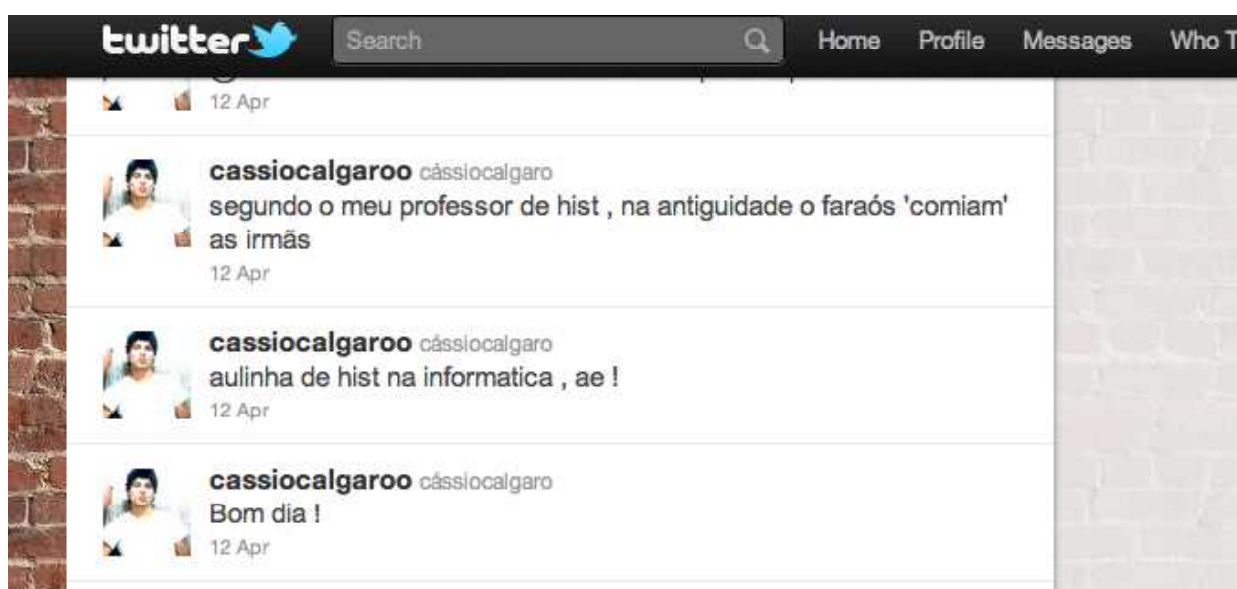 twitter Search Home Profile Messages Who T
12 Apr
cassiocalgaroo cássiocalgaro
segundo o meu professor de hist , na antiguidade o faraós 'comiam'
as irmãs
12 Apr
cassiocalgaroo cássiocalgaro
aulinha de hist na informatica , ae !
12 Apr
cassiocalgaroo cássiocalgaro
Bom dia !
12 Apr